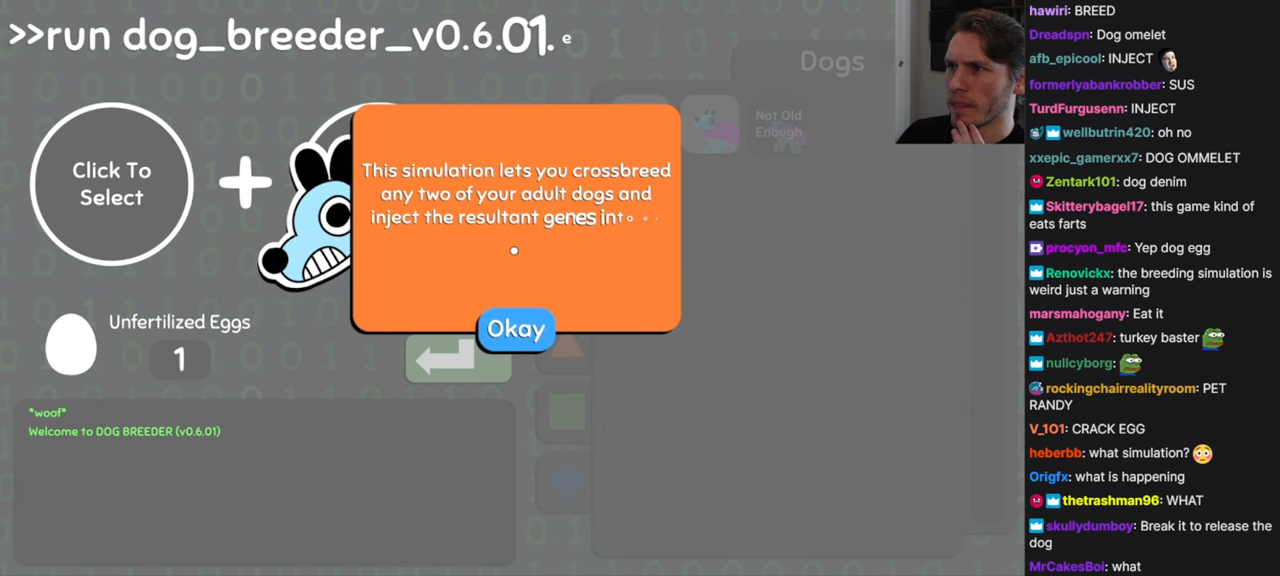 >>run dog_breeder_v0.6.01. e
Dogs
Click To
Select
+
Not Old
Enough
This simulation lets you crossbreed
any two of your adult dogs and
inject the resultant genes int
Okay
Unfertilized Eggs
1
*woof*
Welcome to DOG BREEDER (v0.6.01)
hawiri: BREED
Dreadspn: Dog omelet
afb_epicool: INJECT
formerlyabankrobber: SUS
TurdFurgusenn: INJECT
wellbutrin420: oh no
xxepic_gamerxx7: DOG OMMELET
Zentark101: dog denim
Skitterybagel17: this game kind of
eats farts
procyon_mfc: Yep dog egg
Renovickx: the breeding simulation is
weird just a warning
marsmahogany: Eat it
Azthot247: turkey baster
nullcyborg:
rockingchairrealityroom: PET
RANDY
V_1O1: CRACK EGG
heberbb: what simulation?
Origfx: what is happening
thetrashman96: WHAT
skullydumboy: Break it to release the
dog
MrCakesBoi: what